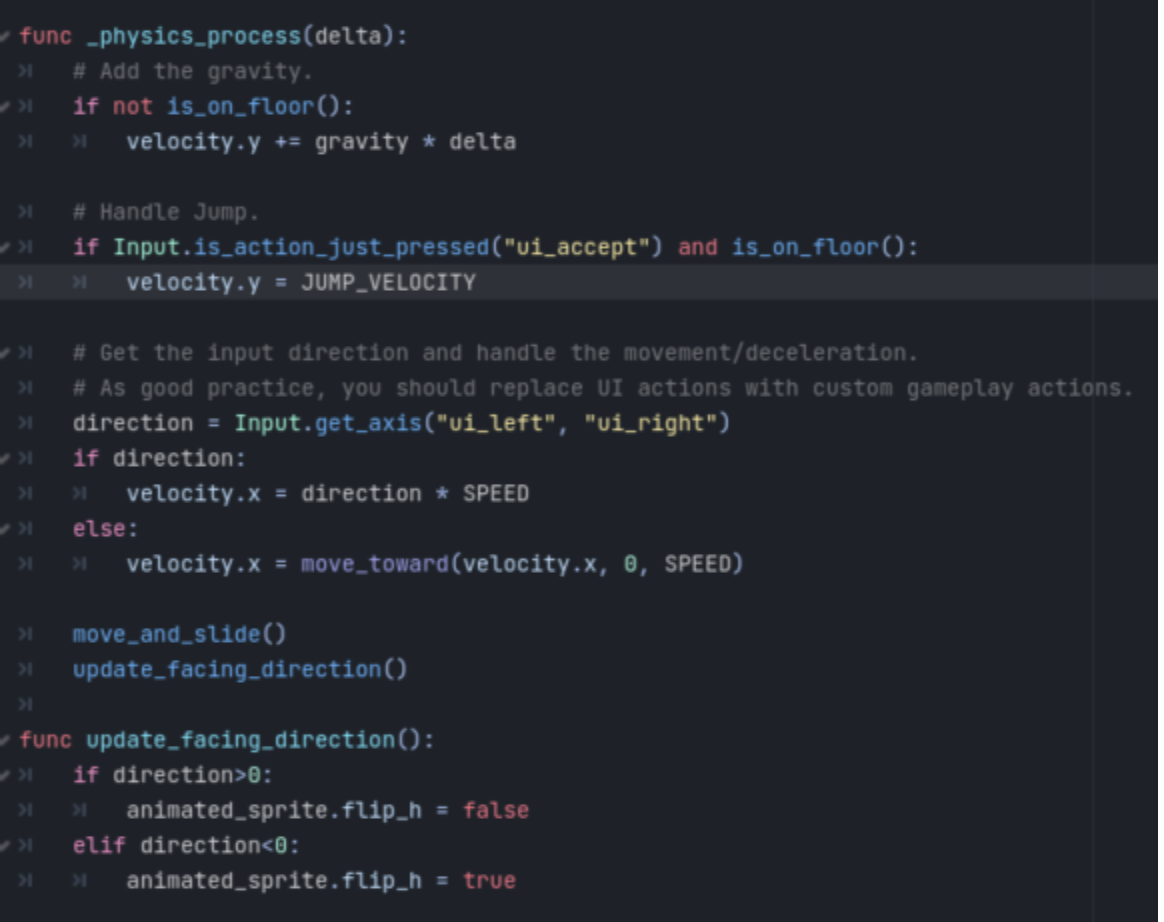 func _physics_process(delta):
# Add the gravity.
if not is_on_floor():
velocity.y += gravity * delta
# Handle Jump.
if Input.is_action_just_pressed("ui_accept") and is_on_floor():
velocity.y = JUMP_VELOCITY
# Get the input direction and handle the movement/deceleration.
# As good practice, you should replace UI actions with custom gameplay actions.
direction = Input.get_axis("ui_left", "ui_right")
if direction:
velocity.x = direction * SPEED
else:
velocity.x = move_toward(velocity.x, 0, SPEED)
move_and_slide()
update_facing_direction()
func update_facing_direction():
if direction>0:
animated_sprite.flip_h = false
elif direction<0:
animated_sprite.flip_h = true